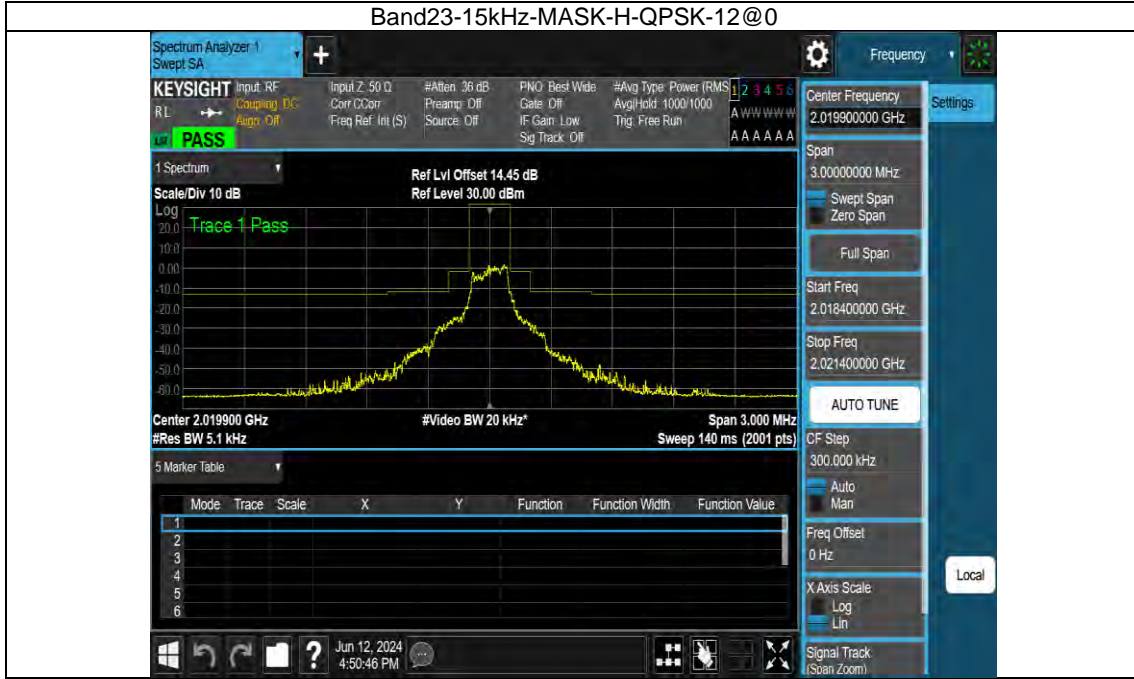 Band23-15kHz-MASK-H-QPSK-12@0
Spectrum Analyzer 1
Swept SA
+
Frequency
KEYSIGHT
RL
Input: RF
Coupling: DC
Align: Off
Input Z: 50 Ω
Corr CCorr
Freq Ref: Int (S)
#Atten: 36 dB
Preamp: Off
Source: Off
PNO: Best Wide
Gate: Off
IF Gain: Low
Sig Track: Off
#Avg Type: Power (RMS
Avg|Hold: 1000/1000
Trig: Free Run
1 2 3 4 5 6
A W W W W W
A A A A A A
PASS
1 Spectrum
Scale/Div 10 dB
Ref Lvl Offset 14.45 dB
Ref Level 30.00 dBm
Log
Trace 1 Pass
20.0
10.0
0.00
-10.0
-20.0
-30.0
-40.0
-50.0
-60.0
Center 2.019900 GHz
#Video BW 20 kHz*
Span 3.000 MHz
#Res BW 5.1 kHz
Sweep 140 ms (2001 pts)
5 Marker Table
Mode Trace Scale X Y Function Function Width Function Value
1
2
3
4
5
6
?
Jun 12, 2024
4:50:46 PM
Center Frequency
2.019900000 GHz
Settings
Span
3.00000000 MHz
Swept Span
Zero Span
Full Span
Start Freq
2.018400000 GHz
Stop Freq
2.021400000 GHz
AUTO TUNE
CF Step
300.000 kHz
Auto
Man
Freq Offset
0 Hz
X Axis Scale
Log
Lin
Local
Signal Track
(Span Zoom)